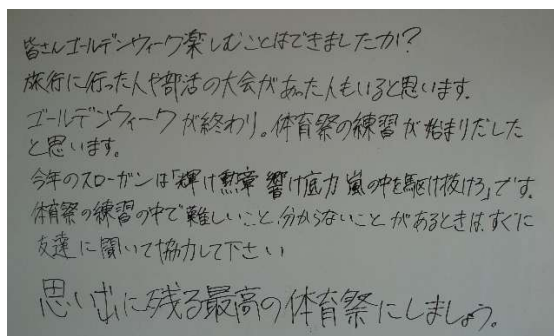 皆さんゴールデンウィーク楽しむことはできましたか?
旅行に行った人や部活の大会があった人もいると思います.
ゴールデンウィークが終わり。体育祭の練習が始まりだした
と思います。
今年のスローガンは「輝け勲章 響け底力 嵐の中を駆け抜けろ」です.
体育祭の練習の中で難しいこと、分からないことがあるときは、すぐに
友達に聞いて協力して下さい
思い出に残る最高の体育祭にしましょう。